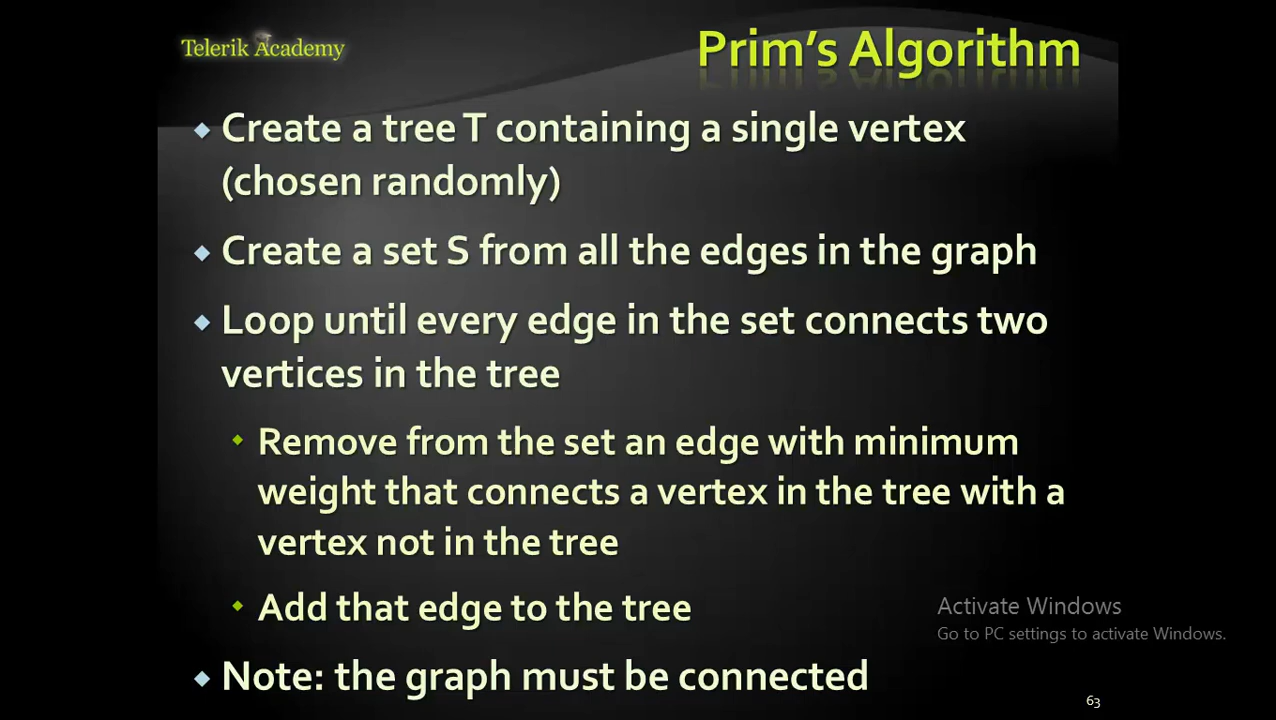 Telerik Academy
Prim's Algorithm
Create a tree T containing a single vertex
(chosen randomly)
Create a set S from all the edges in the graph
Loop until every edge in the set connects two
vertices in the tree
Remove from the set an edge with minimum
weight that connects a vertex in the tree with a
vertex not in the tree
Add that edge to the tree
Activate Windows
Go to PC settings to activate Windows.
Note: the graph must be connected
63